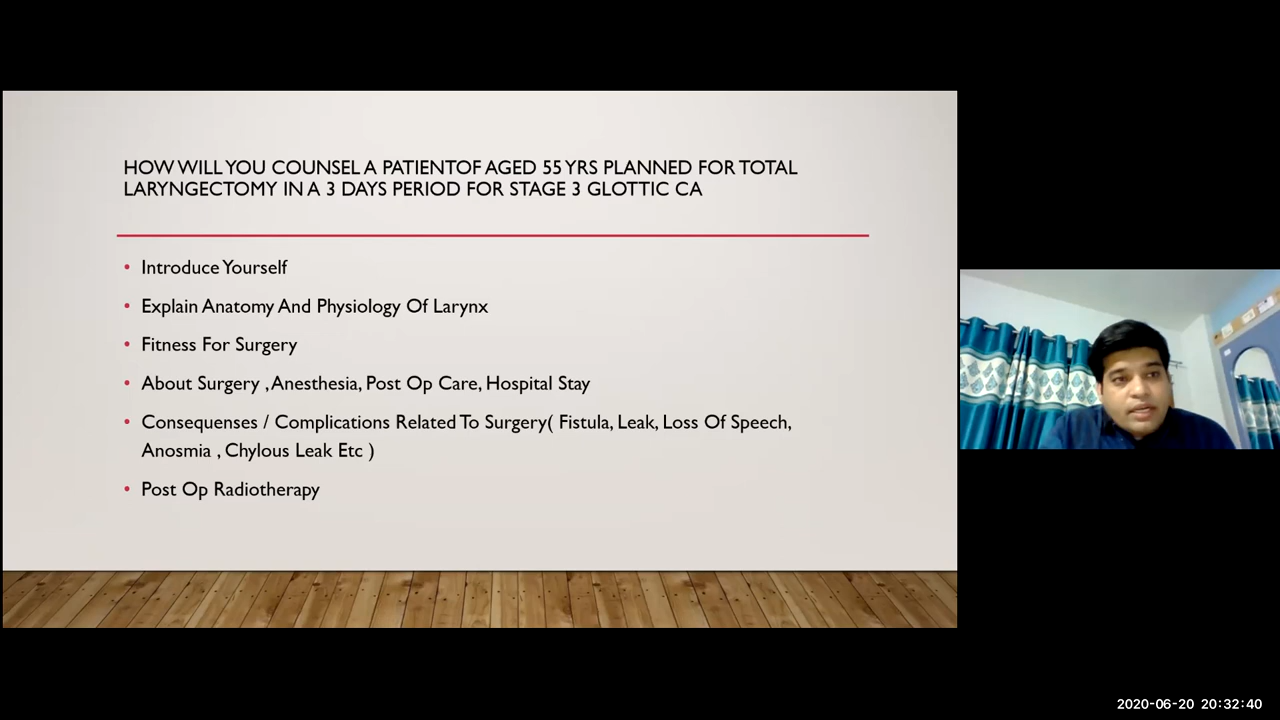 HOW WILL YOU COUNSEL A PATIENTOF AGED 55 YRS PLANNED FOR TOTAL
LARYNGECTOMY IN A 3 DAYS PERIOD FOR STAGE 3 GLOTTIC CA
• Introduce Yourself
• Explain Anatomy And Physiology Of Larynx
• Fitness For Surgery
• About Surgery ,Anesthesia, Post Op Care, Hospital Stay
• Consequenses / Complications Related To Surgery( Fistula, Leak, Loss Of Speech,
Anosmia , Chylous Leak Etc )
• Post Op Radiotherapy
2020-06-20 20:32:40